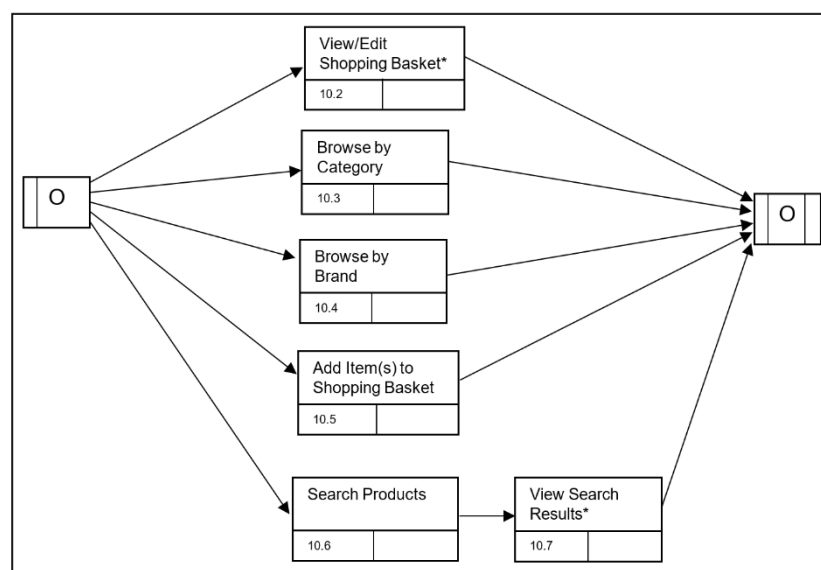 View/Edit
Shopping Basket*
10.2
Browse by
Category
10.3
O
O
Browse by
Brand
10.4
Add Item(s) to
Shopping Basket
10.5
Search Products
10.6
View Search
Results*
10.7